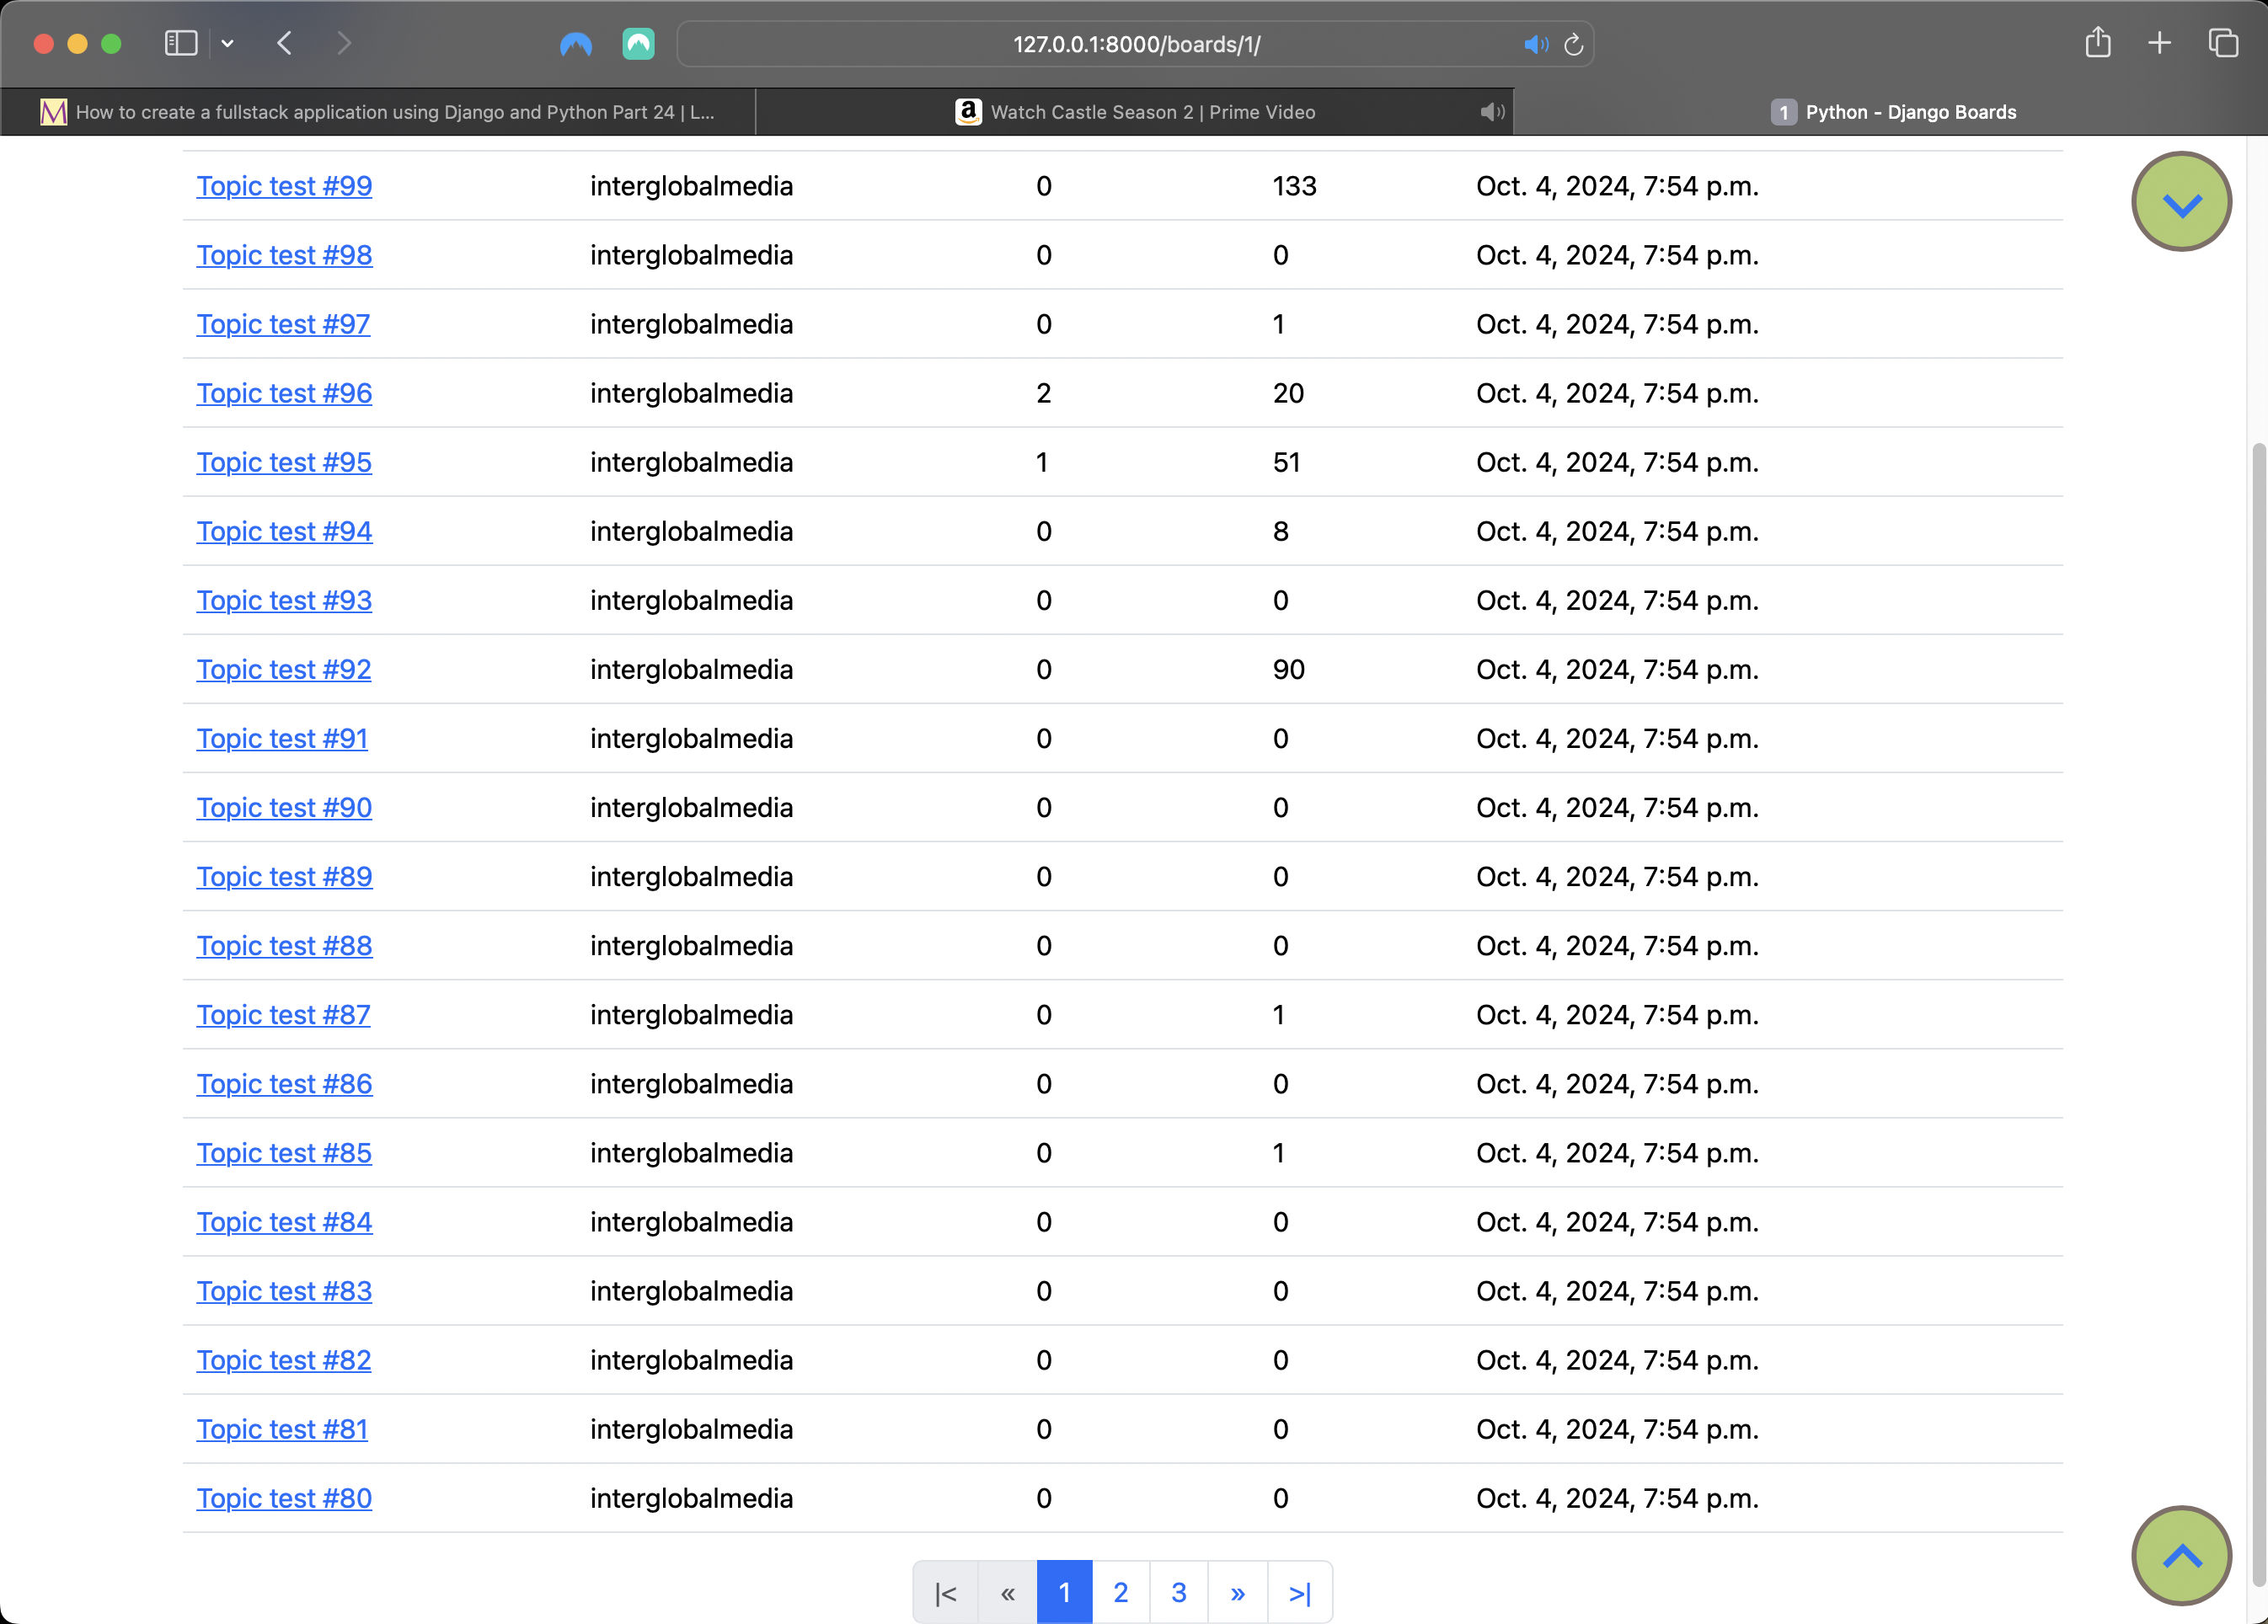 127.0.0.1:8000/boards/1/
How to create a fullstack application using Django and Python Part 24 | L... Watch Castle Season 2 | Prime Video 1 Python - Django Boards
Topic test #99 interglobalmedia 0 133 Oct. 4, 2024, 7:54 p.m.
Topic test #98 interglobalmedia 0 0 Oct. 4, 2024, 7:54 p.m.
Topic test #97 interglobalmedia 0 1 Oct. 4, 2024, 7:54 p.m.
Topic test #96 interglobalmedia 2 20 Oct. 4, 2024, 7:54 p.m.
Topic test #95 interglobalmedia 1 51 Oct. 4, 2024, 7:54 p.m.
Topic test #94 interglobalmedia 0 8 Oct. 4, 2024, 7:54 p.m.
Topic test #93 interglobalmedia 0 0 Oct. 4, 2024, 7:54 p.m.
Topic test #92 interglobalmedia 0 90 Oct. 4, 2024, 7:54 p.m.
Topic test #91 interglobalmedia 0 0 Oct. 4, 2024, 7:54 p.m.
Topic test #90 interglobalmedia 0 0 Oct. 4, 2024, 7:54 p.m.
Topic test #89 interglobalmedia 0 0 Oct. 4, 2024, 7:54 p.m.
Topic test #88 interglobalmedia 0 0 Oct. 4, 2024, 7:54 p.m.
Topic test #87 interglobalmedia 0 1 Oct. 4, 2024, 7:54 p.m.
Topic test #86 interglobalmedia 0 0 Oct. 4, 2024, 7:54 p.m.
Topic test #85 interglobalmedia 0 1 Oct. 4, 2024, 7:54 p.m.
Topic test #84 interglobalmedia 0 0 Oct. 4, 2024, 7:54 p.m.
Topic test #83 interglobalmedia 0 0 Oct. 4, 2024, 7:54 p.m.
Topic test #82 interglobalmedia 0 0 Oct. 4, 2024, 7:54 p.m.
Topic test #81 interglobalmedia 0 0 Oct. 4, 2024, 7:54 p.m.
Topic test #80 interglobalmedia 0 0 Oct. 4, 2024, 7:54 p.m.
|< « 1 2 3 » >|